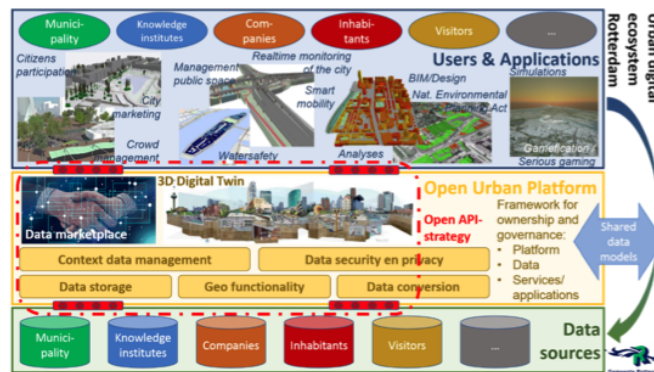 Munici-
pality
Knowledge
institutes
Com-
panies
Inhabi-
tants
Visitors
...
Urban digital
ecosystem
Rotterdam
Citizens
participation
City
marketing
Crowd
management
Management
public space
Realtime monitoring
of the city
Smart
mobility
Watersafety
Users & Applications
BIM/Design
Nat. Environmental
Planning Act
Analyses
Simulations
Gamification /
Serious gaming
3D Digital Twin
Data marketplace
Open Urban Platform
Open API-
strategy
Framework for
ownership and
governance:
• Platform
• Data
• Services/
applications
Shared
data
models
Context data management
Data security en privacy
Data storage
Geo functionality
Data conversion
Munici-
pality
Knowledge
institutes
Companies
Inhabitants
Visitors
...
Data
sources